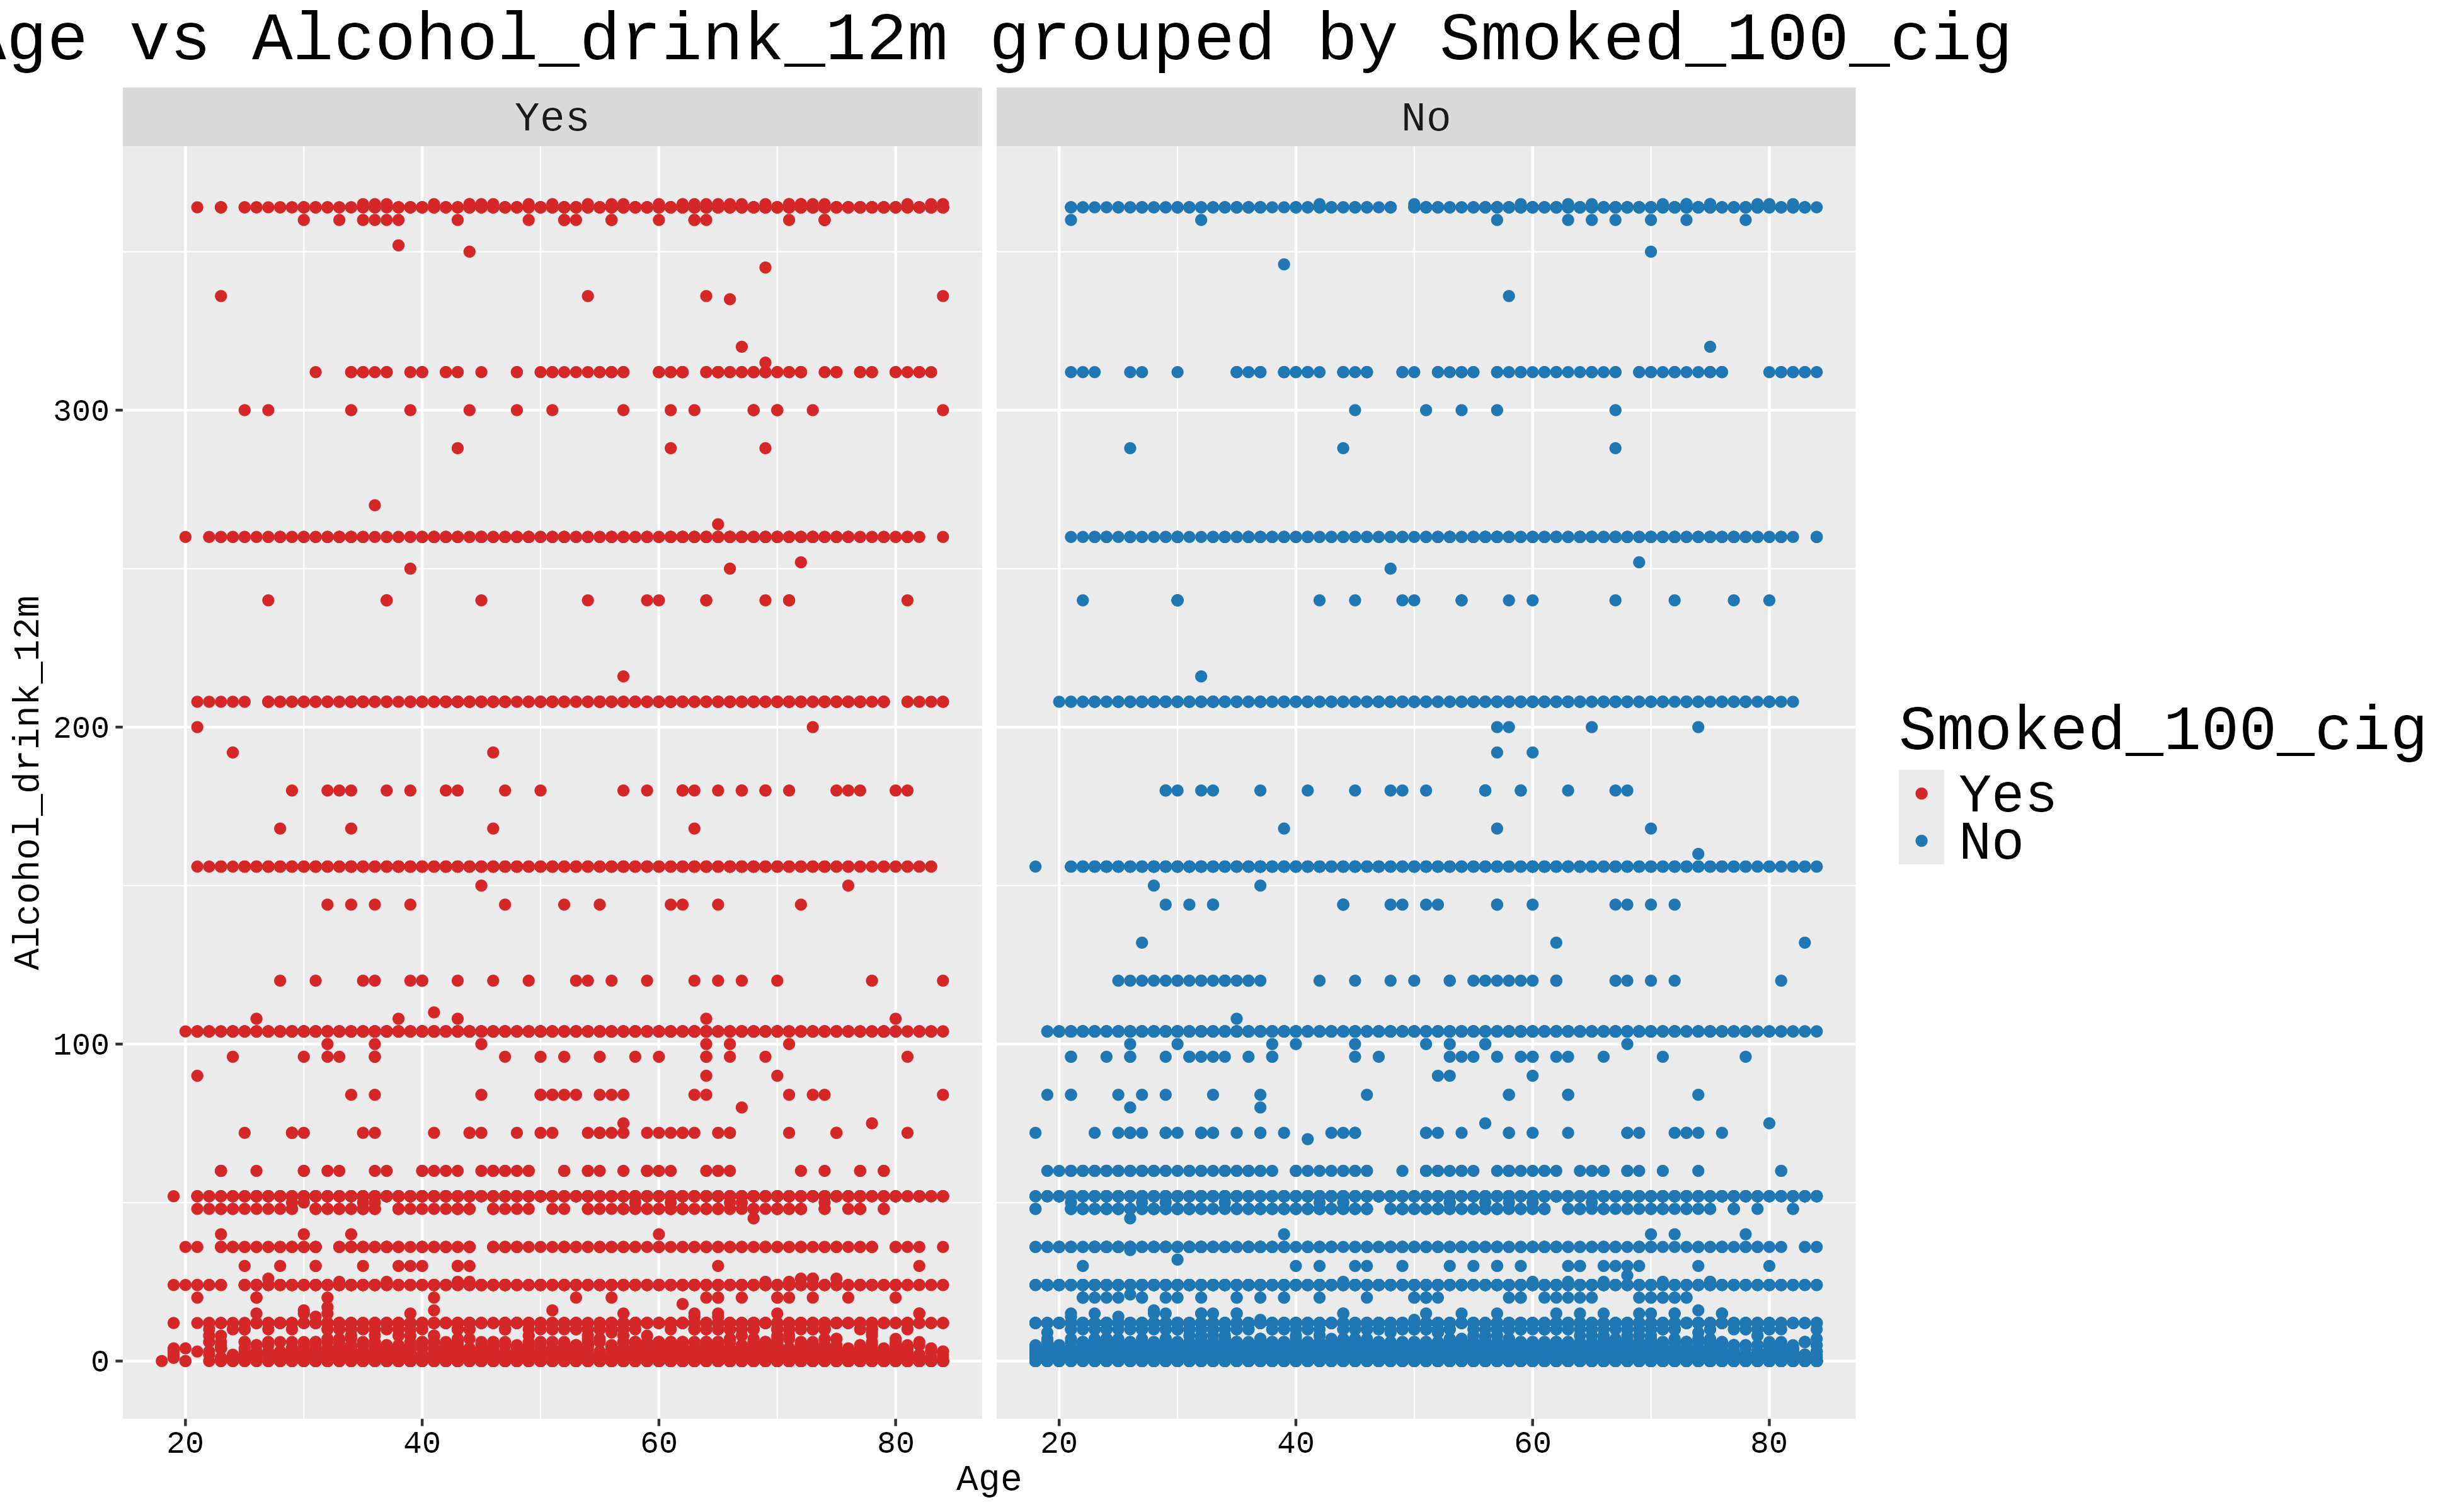 ge vs Alcohol_drink_12m grouped by Smoked_100_cig
Yes
No
300
200
100
0
Alcohol_drink_12m
20 40 60 80
20 40 60 80
Age
Smoked_100_cig
Yes
No